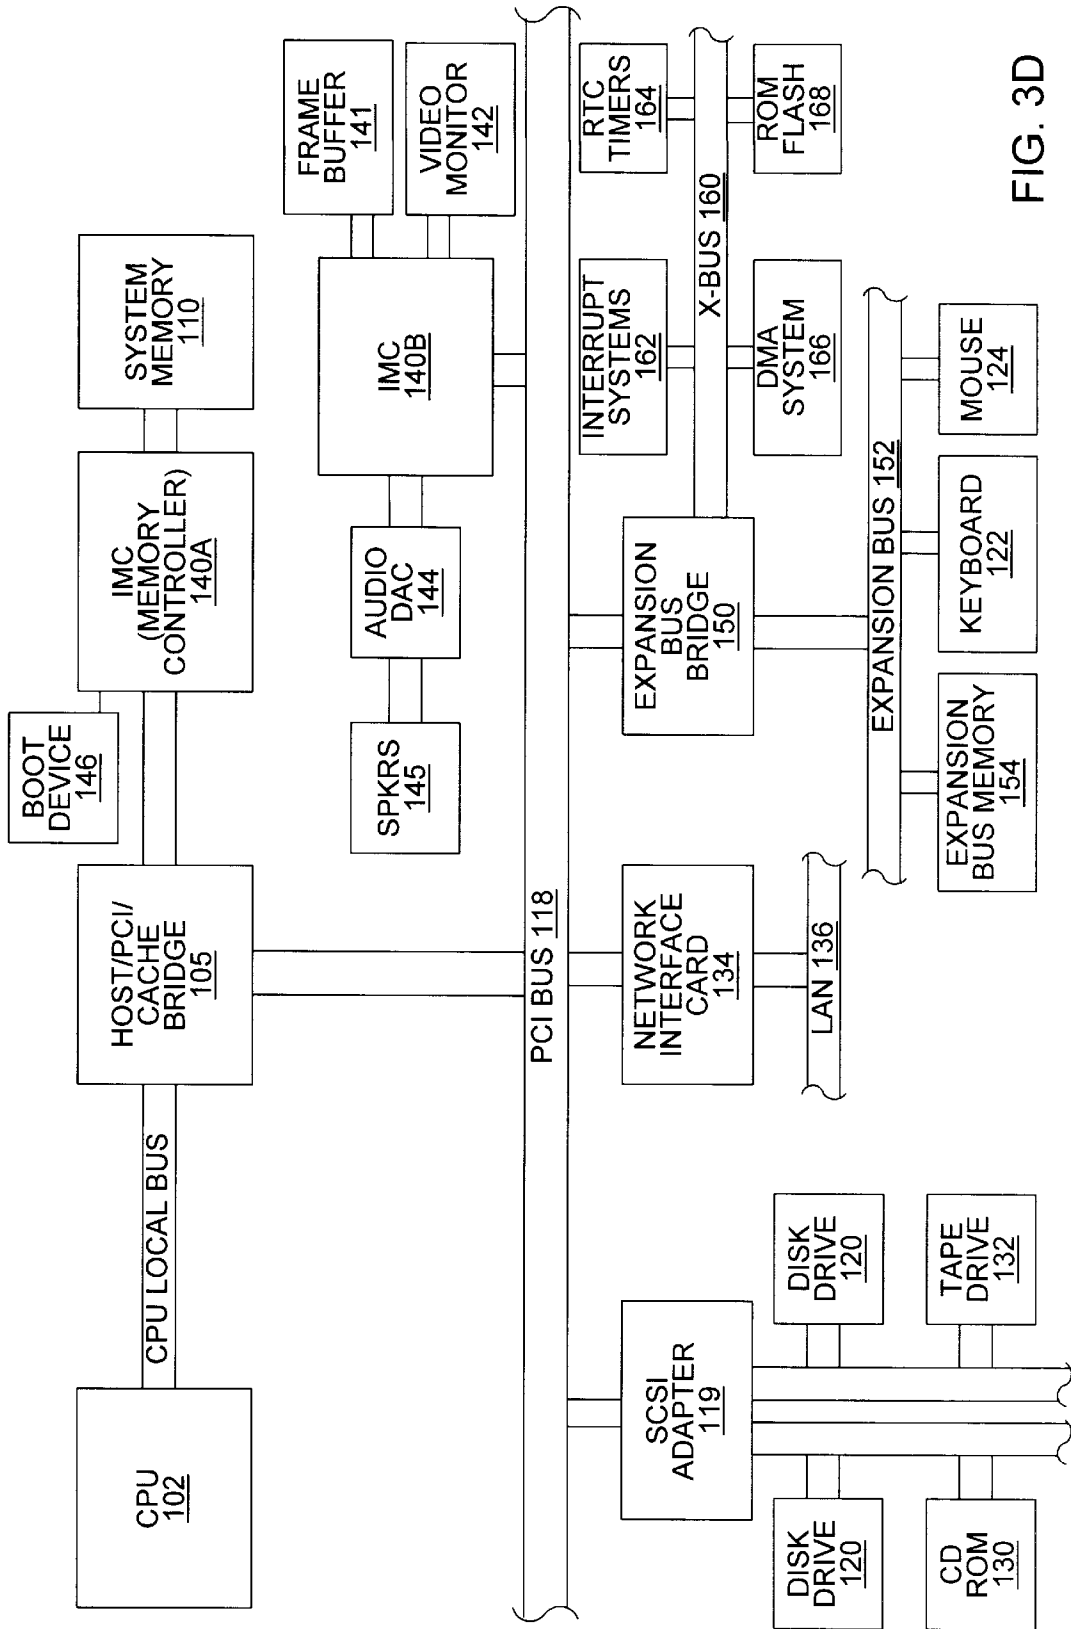 CPU
102
CPU LOCAL BUS
HOST/PCI/
CACHE
BRIDGE
105
BOOT
DEVICE
146
IMC
(MEMORY
CONTROLLER)
140A
SYSTEM
MEMORY
110
SPKRS
145
AUDIO
DAC
144
IMC
140B
FRAME
BUFFER
141
VIDEO
MONITOR
142
PCI BUS 118
SCSI
ADAPTER
119
DISK
DRIVE
120
DISK
DRIVE
120
CD
ROM
130
TAPE
DRIVE
132
NETWORK
INTERFACE
CARD
134
LAN 136
EXPANSION
BUS
BRIDGE
150
INTERRUPT
SYSTEMS
162
RTC
TIMERS
164
X-BUS 160
DMA
SYSTEM
166
ROM
FLASH
168
EXPANSION BUS 152
EXPANSION
BUS MEMORY
154
KEYBOARD
122
MOUSE
124
FIG. 3D